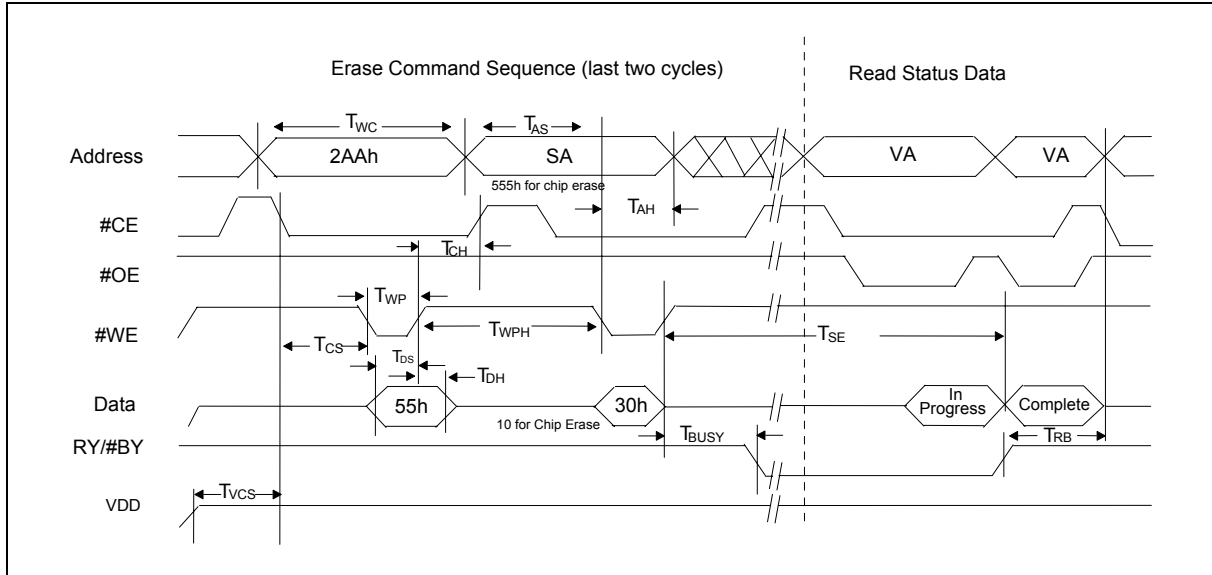 Erase Command Sequence (last two cycles)
Read Status Data
TWC
TAS
Address
2AAh
SA
VA
VA
555h for chip erase
TAH
#CE
TCH
#OE
TWP
#WE
TWPH
TSE
TCS
TDS
TDH
Data
55h
30h
In Progress
Complete
10 for Chip Erase
TBUSY
TRB
RY/#BY
TVCS
VDD